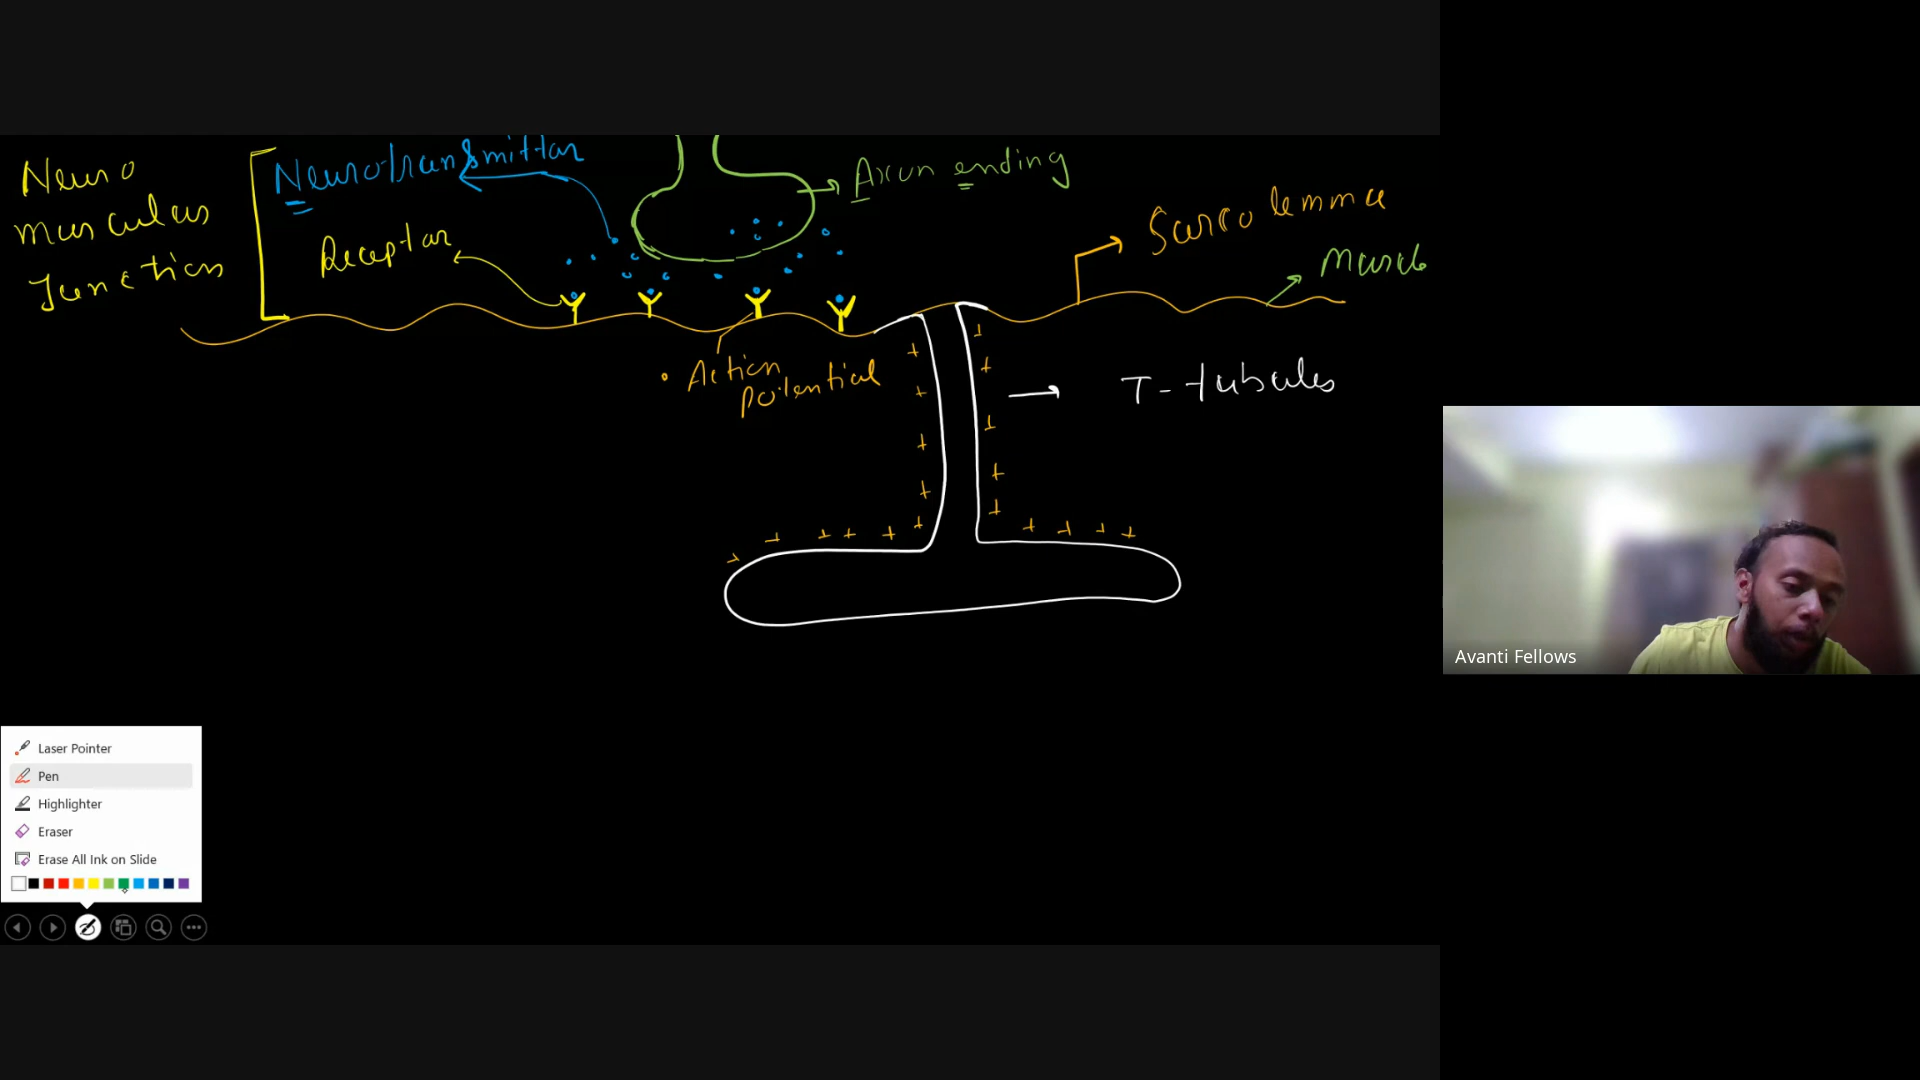 Neuro
muscular
Junction
Neurotransmitter
Receptor
Axon ending
Sarcolemma
Muscle
• Action
potential
T-tubules
Avanti Fellows
Laser Pointer
Pen
Highlighter
Eraser
Erase All Ink on Slide